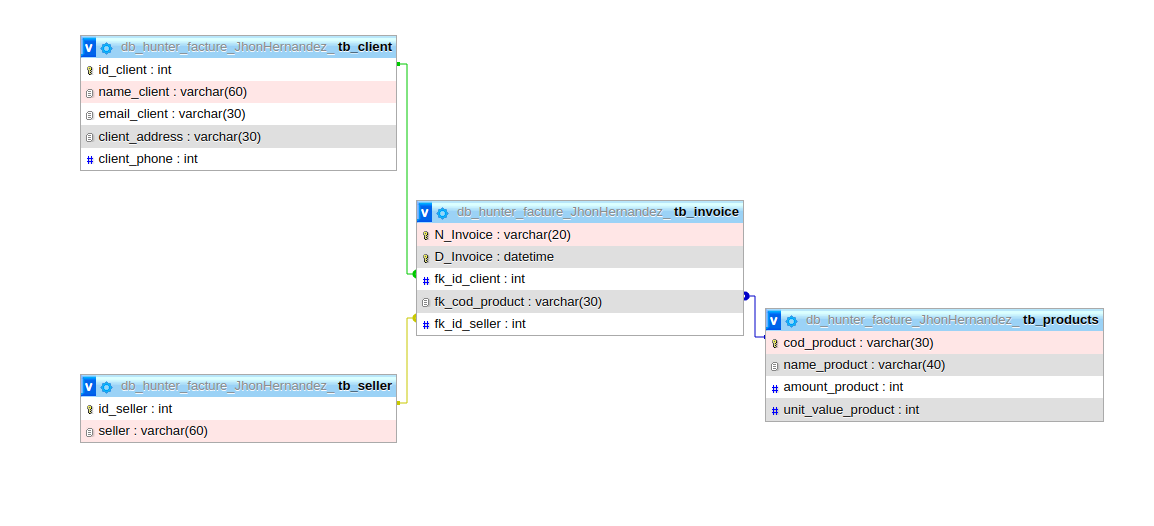 v db_hunter_facture_JhonHernandez_ tb_client
id_client : int
name_client : varchar(60)
email_client : varchar(30)
client_address : varchar(30)
# client_phone : int
v db_hunter_facture_JhonHernandez_ tb_invoice
N_Invoice : varchar(20)
D_Invoice : datetime
# fk_id_client : int
fk_cod_product : varchar(30)
# fk_id_seller : int
v db_hunter_facture_JhonHernandez_ tb_products
cod_product : varchar(30)
name_product : varchar(40)
# amount_product : int
# unit_value_product : int
v db_hunter_facture_JhonHernandez_ tb_seller
id_seller : int
seller : varchar(60)